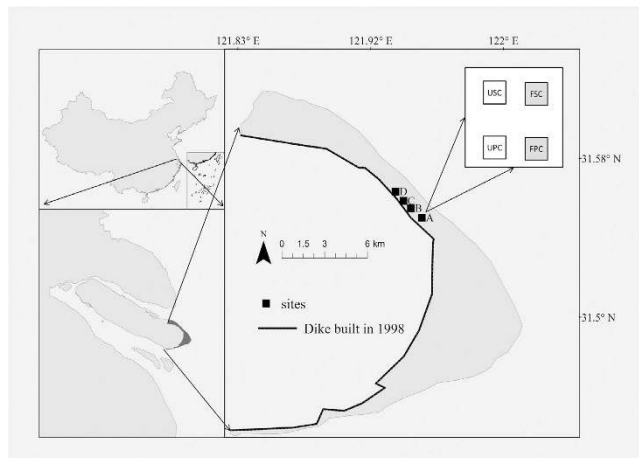 121.83° E
121.92° E
122° E
USC
FSC
UPC
FPC
31.58° N
D
C
B
A
N
0 1.5 3 6 km
sites
Dike built in 1998
31.5° N